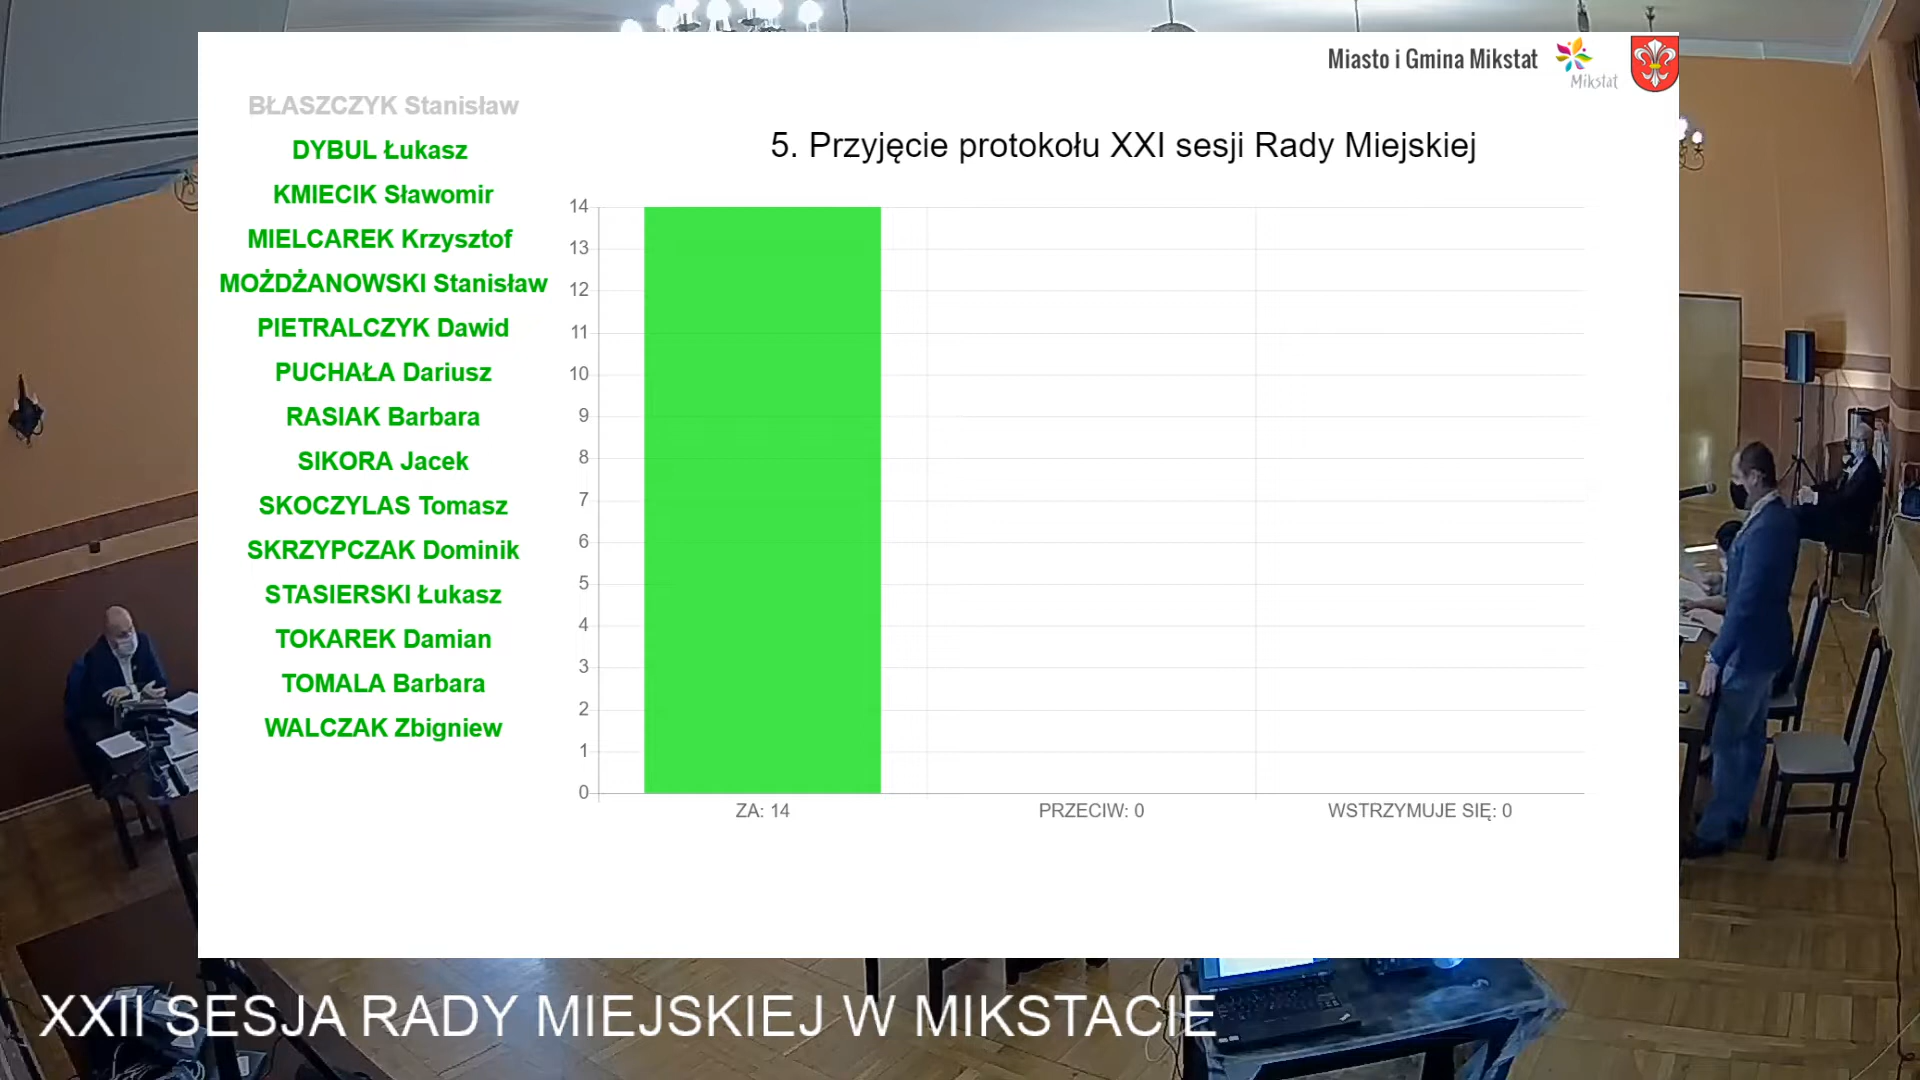 Miasto i Gmina Mikstat
Mikstat
BŁASZCZYK Stanisław
DYBUL Łukasz
KMIECIK Sławomir
MIELCAREK Krzysztof
MOŻDŻANOWSKI Stanisław
PIETRALCZYK Dawid
PUCHAŁA Dariusz
RASIAK Barbara
SIKORA Jacek
SKOCZYLAS Tomasz
SKRZYPCZAK Dominik
STASIERSKI Łukasz
TOKAREK Damian
TOMALA Barbara
WALCZAK Zbigniew
5. Przyjęcie protokołu XXI sesji Rady Miejskiej
14
13
12
11
10
9
8
7
6
5
4
3
2
1
0
ZA: 14
PRZECIW: 0
WSTRZYMUJE SIĘ: 0
XXII SESJA RADY MIEJSKIEJ W MIKSTACIE